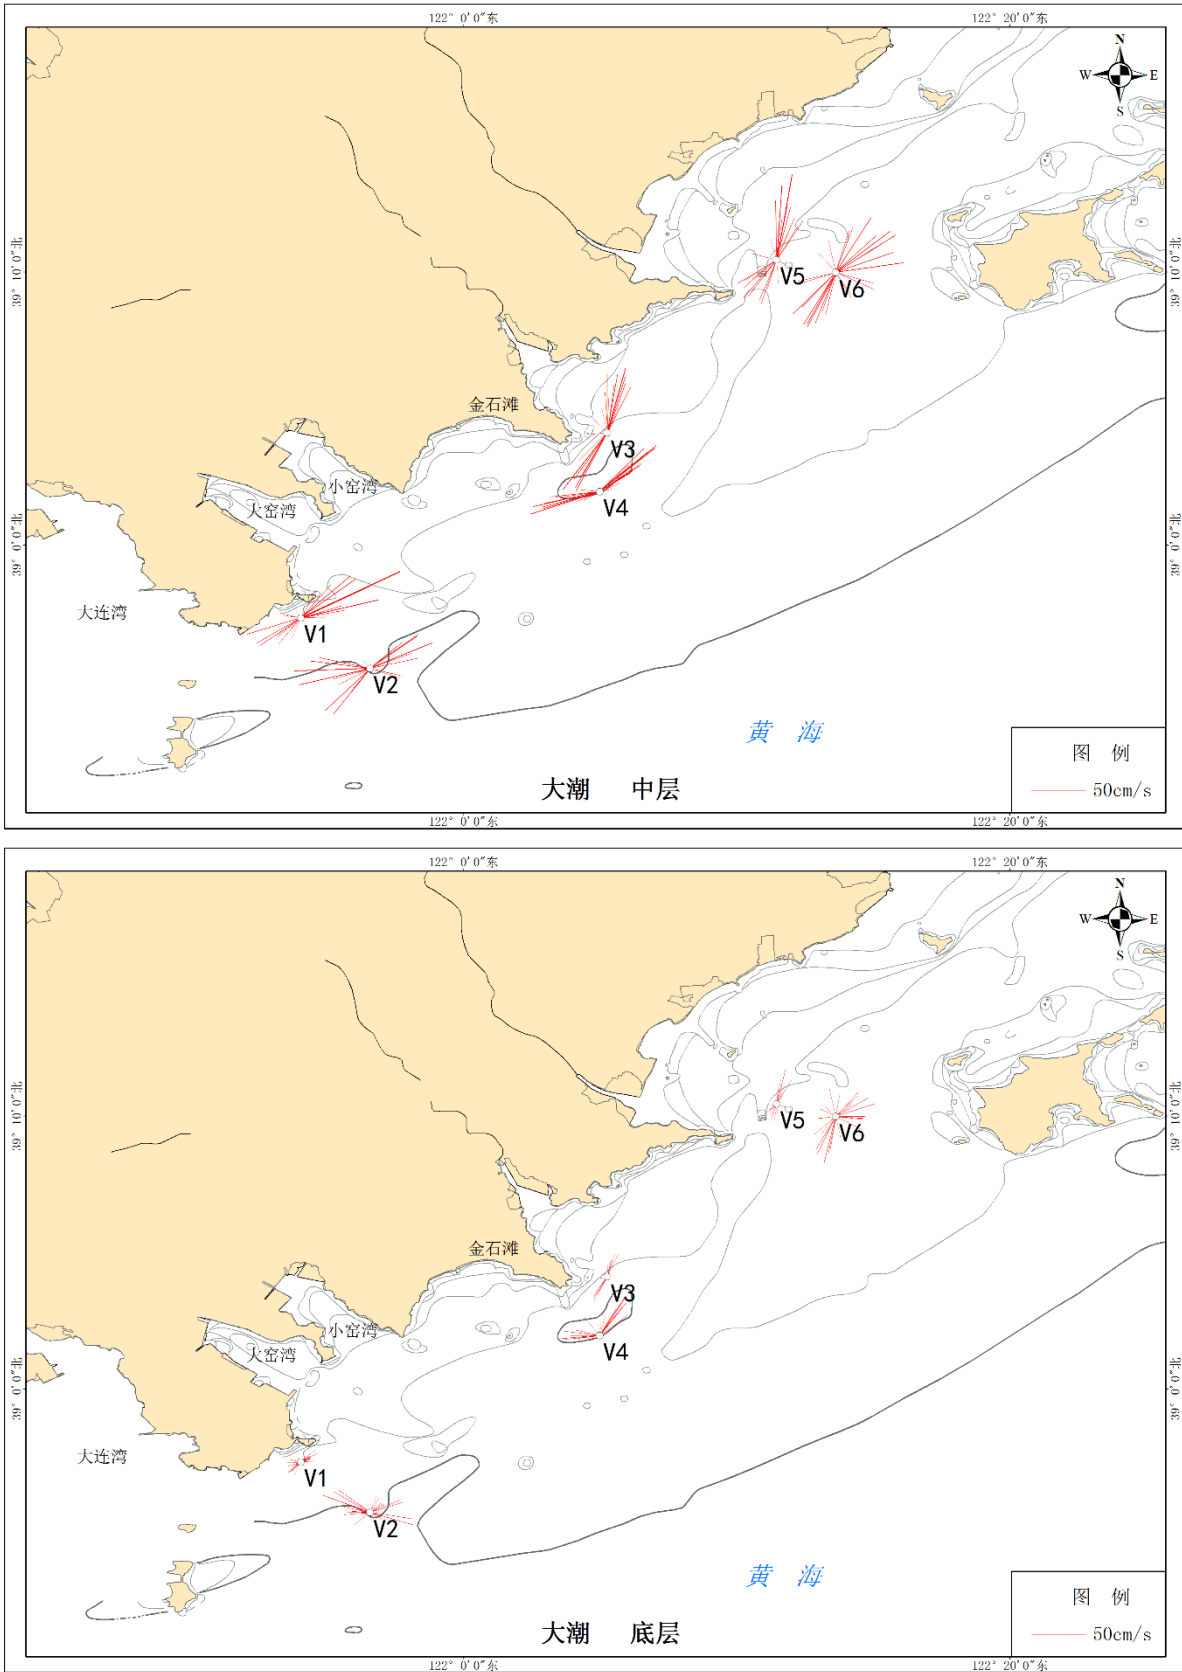 122° 0′0″东
122° 20′0″东
N
W
E
S
39° 10′0″北
39° 10′0″北
V5
V6
金石滩
V3
小窑湾
V4
大窑湾
39° 0′0″北
39° 0′0″北
大连湾
V1
V2
黄 海
图 例
大潮 中层
50cm/s
122° 0′0″东
122° 20′0″东
122° 0′0″东
122° 20′0″东
N
W
E
S
39° 10′0″北
39° 10′0″北
V5
V6
金石滩
V3
小窑湾
V4
大窑湾
39° 0′0″北
39° 0′0″北
大连湾
V1
V2
黄 海
图 例
大潮 底层
50cm/s
122° 0′0″东
122° 20′0″东